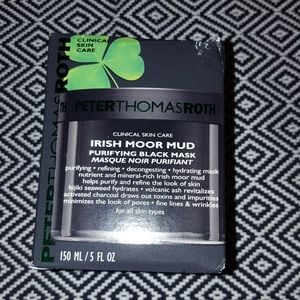 CLINICAL
SKIN
CARE
PETERTHOMASROTH
TH
PETERTHOMASROTH
CLINICAL SKIN CARE
IRISH MOOR MUD
PURIFYING BLACK MASK
MASQUE NOIR PURIFIANT
purifying • refining • decongesting • hydrating mask
nutrient and mineral-rich Irish moor mud
helps purify and refine the look of skin
hijiki seaweed hydrates • volcanic ash revitalizes
activated charcoal draws out toxins and impurities
minimizes the look of pores • fine lines & wrinkles
for all skin types
150 ML / 5 FL OZ